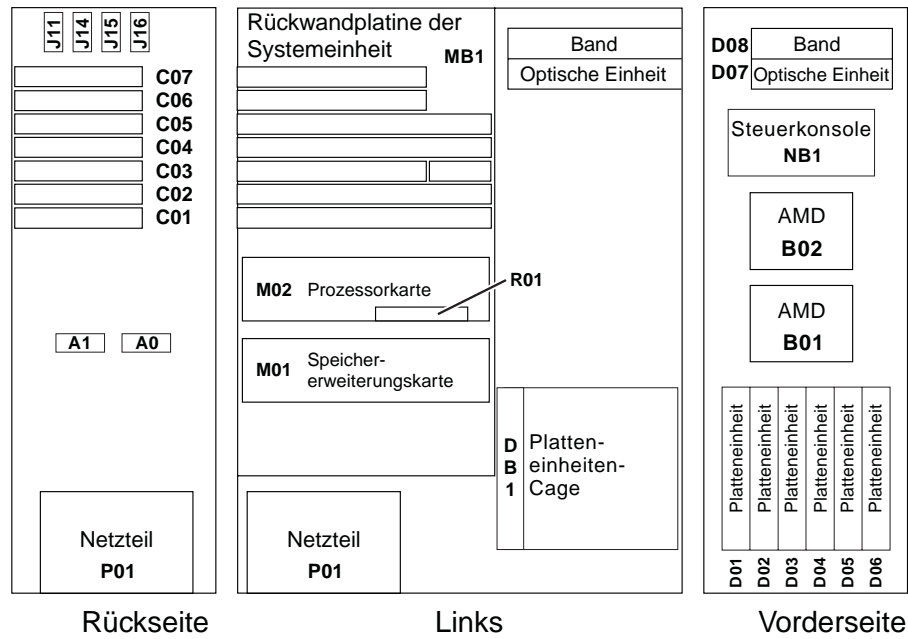 J11 J14 J15 J16
C07
C06
C05
C04
C03
C02
C01
A1 A0
Netzteil
P01
Rückseite
Rückwandplatine der
Systemeinheit
MB1
Band
Optische Einheit
M02 Prozessorkarte
R01
M01 Speicher-
erweiterungskarte
D
B
1
Platten-
einheiten-
Cage
Netzteil
P01
Links
D08 Band
D07 Optische Einheit
Steuerkonsole
NB1
AMD
B02
AMD
B01
Platteneinheit
Platteneinheit
Platteneinheit
Platteneinheit
Platteneinheit
Platteneinheit
D01 D02 D03 D04 D05 D06
Vorderseite